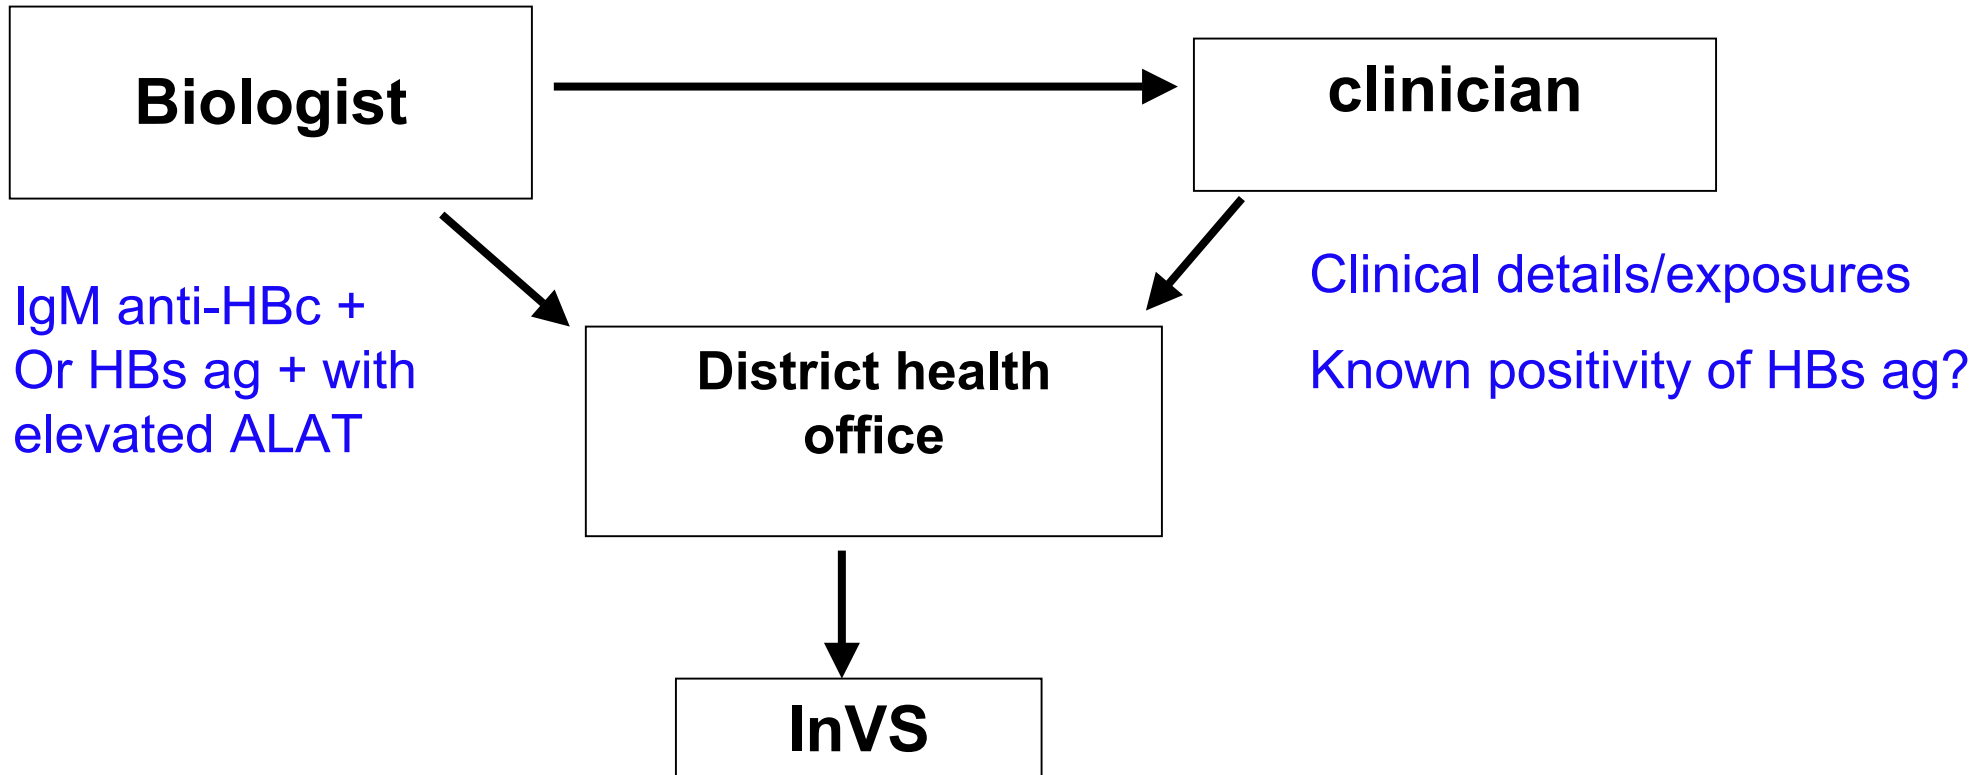 Biologist
clinician
IgM anti-HBc +
Or HBs ag + with
elevated ALAT
Clinical details/exposures
Known positivity of HBs ag?
District health
office
InVS